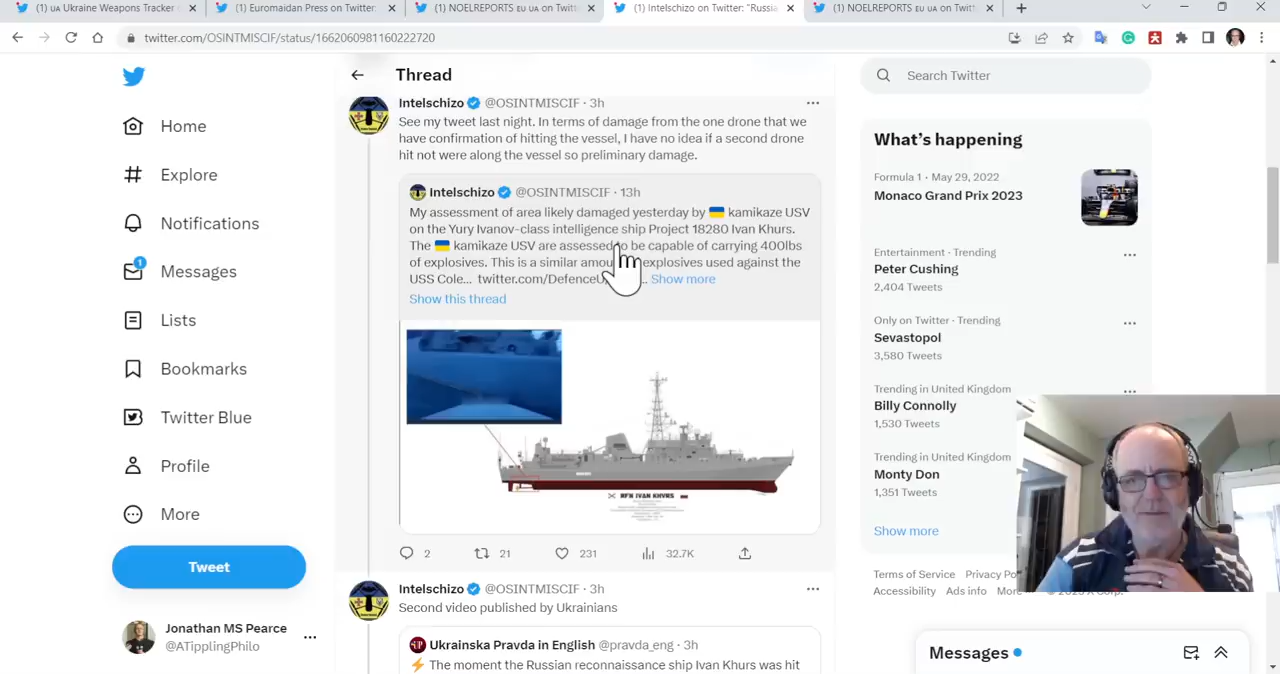 (1) UA Ukraine Weapons Tracker
(1) Euromaidan Press on Twitter:
(1) NOELREPORTS EU UA on Twitt
(1) Intelschizo on Twitter: "Russia
(1) NOELREPORTS EU UA on Twitt
twitter.com/OSINTMISCIF/status/1662060981160222720
Home
Explore
Notifications
1
Messages
Lists
Bookmarks
Twitter Blue
Profile
More
Tweet
Jonathan MS Pearce
@ATipplingPhilo
Thread
Intelschizo @OSINTMISCIF · 3h
See my tweet last night. In terms of damage from the one drone that we
have confirmation of hitting the vessel, I have no idea if a second drone
hit not were along the vessel so preliminary damage.
Intelschizo @OSINTMISCIF · 13h
My assessment of area likely damaged yesterday by kamikaze USV
on the Yury Ivanov-class intelligence ship Project 18280 Ivan Kurs.
The kamikaze USV are assessed to be capable of carrying 400lbs
of explosives. This is a similar amou explosives used against the
USS Cole... twitter.com/DefenceU ... Show more
Show this thread
RFN IVAN KHURS
2 21 231 32.7K
Intelschizo @OSINTMISCIF · 3h
Second video published by Ukrainians
Ukrainska Pravda in English @pravda_eng · 3h
The moment the Russian reconnaissance ship Ivan Khurs was hit
Search Twitter
What's happening
Formula 1 · May 29, 2022
Monaco Grand Prix 2023
Entertainment · Trending
Peter Cushing
2,404 Tweets
Only on Twitter · Trending
Sevastopol
3,580 Tweets
Trending in United Kingdom
Billy Connolly
1,530 Tweets
Trending in United Kingdom
Monty Don
1,351 Tweets
Show more
Terms of Service Privacy Po
Accessibility Ads info More © 2023 X Corp.
Messages